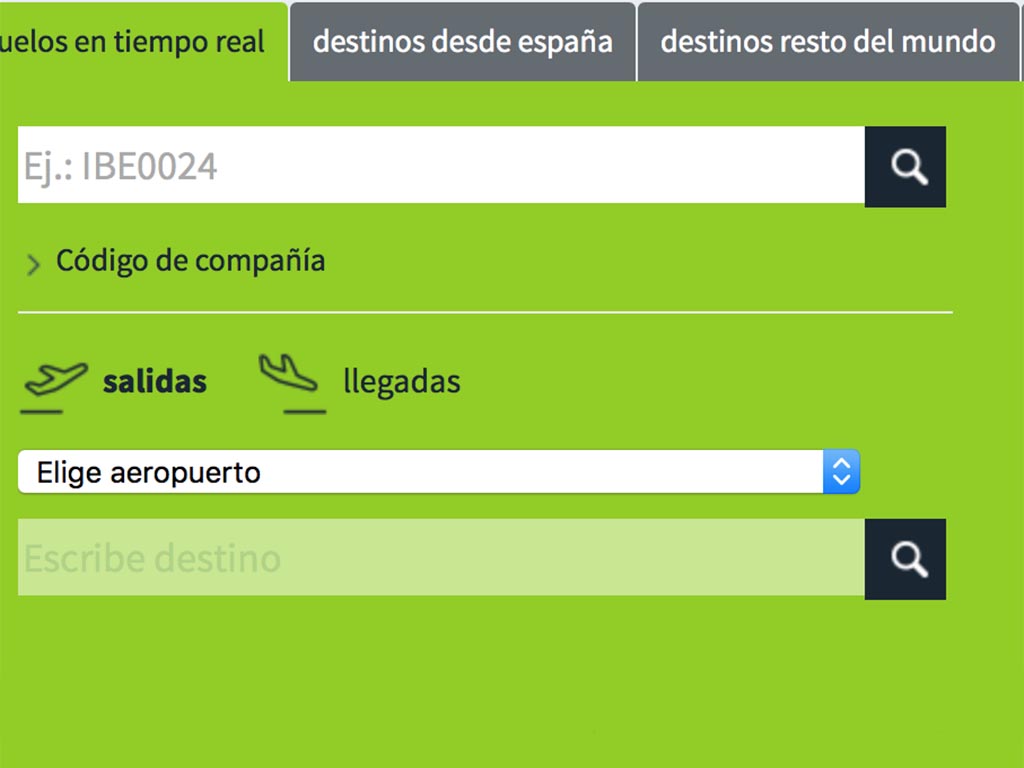 uelos en tiempo real
destinos desde españa
destinos resto del mundo
Ej.: IBE0024
Código de compañía
salidas
llegadas
Elige aeropuerto
Escribe destino